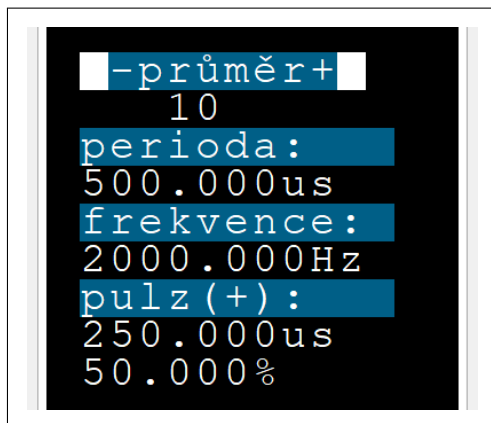 -průměr+
10
perioda:
500.000us
frekvence:
2000.000Hz
pulz(+):
250.000us
50.000%